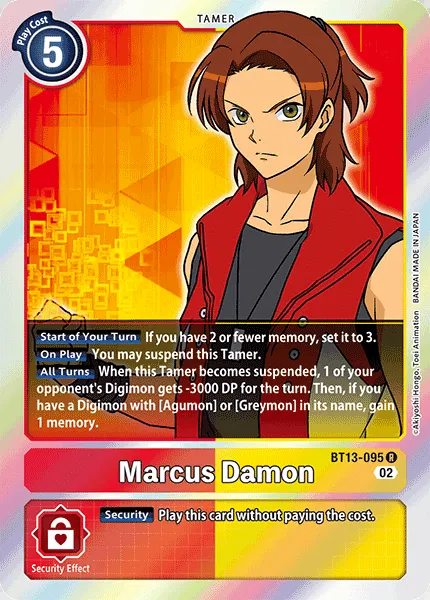 TAMER
Play Cost
5
Start of Your Turn If you have 2 or fewer memory, set it to 3.
On Play You may suspend this Tamer.
All Turns When this Tamer becomes suspended, 1 of your
opponent's Digimon gets -3000 DP for the turn. Then, if you
have a Digimon with [Agumon] or [Greymon] in its name, gain
1 memory.
©Akiyoshi Hongo, Toei Animation BANDAI MADE IN JAPAN
BT13-095 R
Marcus Damon
02
Security Play this card without paying the cost.
Security Effect